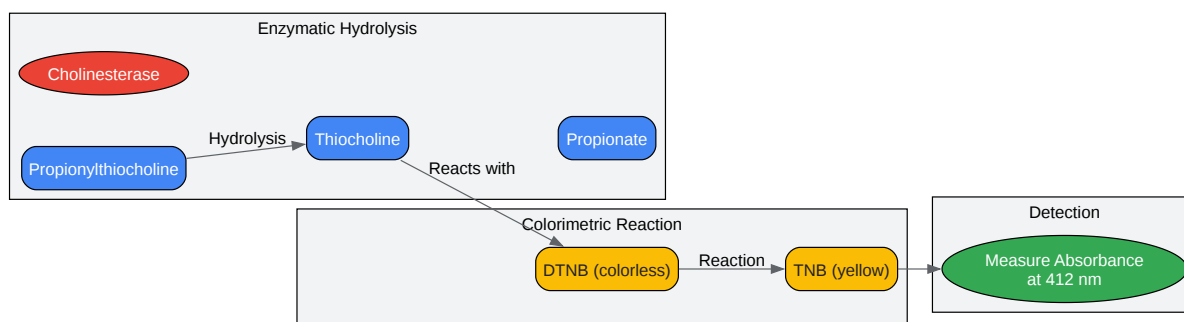 Enzymatic Hydrolysis
Cholinesterase
Propionylthiocholine
Hydrolysis
Thiocholine
Propionate
Reacts with
Colorimetric Reaction
DTNB (colorless)
Reaction
TNB (yellow)
Detection
Measure Absorbance
at 412 nm